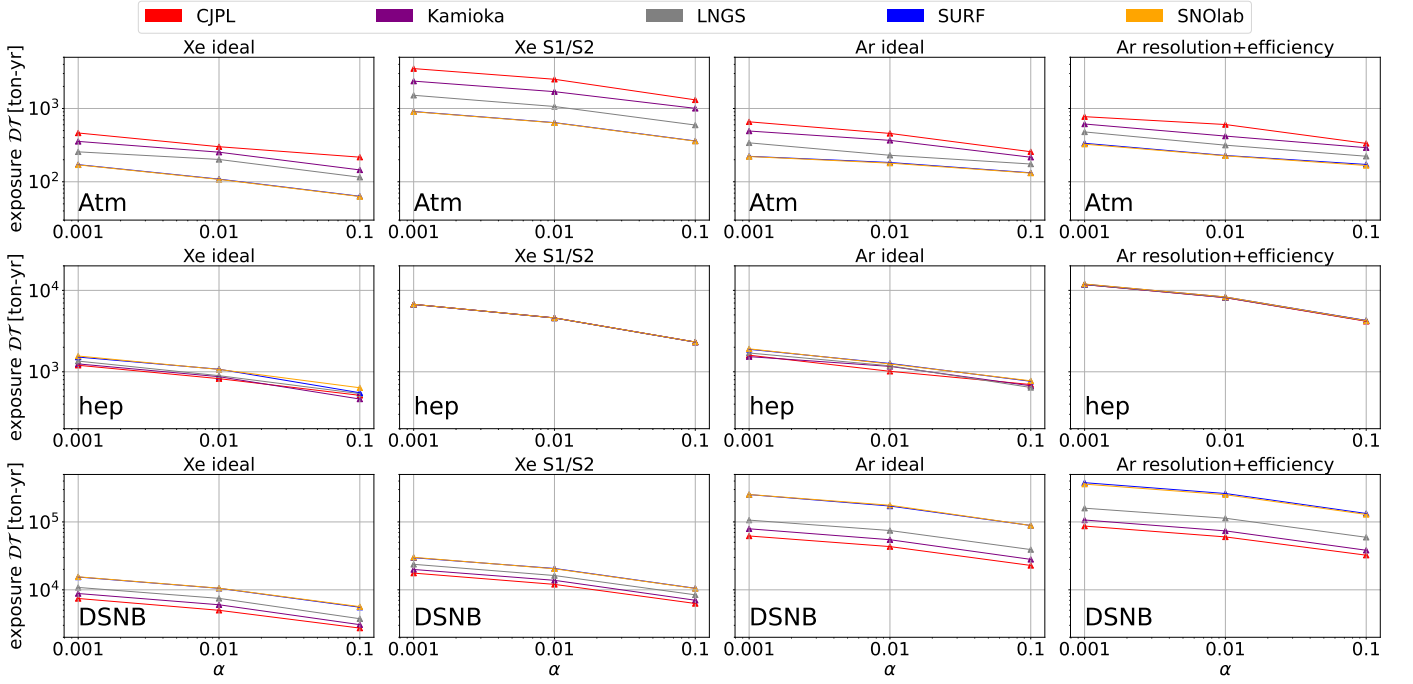 CJPL Kamioka LNGS SURF SNOlab
Xe ideal Xe S1/S2 Ar ideal Ar resolution+efficiency
exposure 𝒟𝒯 [ton-yr]
10³
10²
Atm Atm Atm Atm
0.001 0.01 0.1 0.001 0.01 0.1 0.001 0.01 0.1 0.001 0.01 0.1
Xe ideal Xe S1/S2 Ar ideal Ar resolution+efficiency
exposure 𝒟𝒯 [ton-yr]
10⁴
10³
hep hep hep hep
0.001 0.01 0.1 0.001 0.01 0.1 0.001 0.01 0.1 0.001 0.01 0.1
Xe ideal Xe S1/S2 Ar ideal Ar resolution+efficiency
exposure 𝒟𝒯 [ton-yr]
10⁵
10⁴
DSNB DSNB DSNB DSNB
0.001 0.01 0.1 0.001 0.01 0.1 0.001 0.01 0.1 0.001 0.01 0.1
α α α α